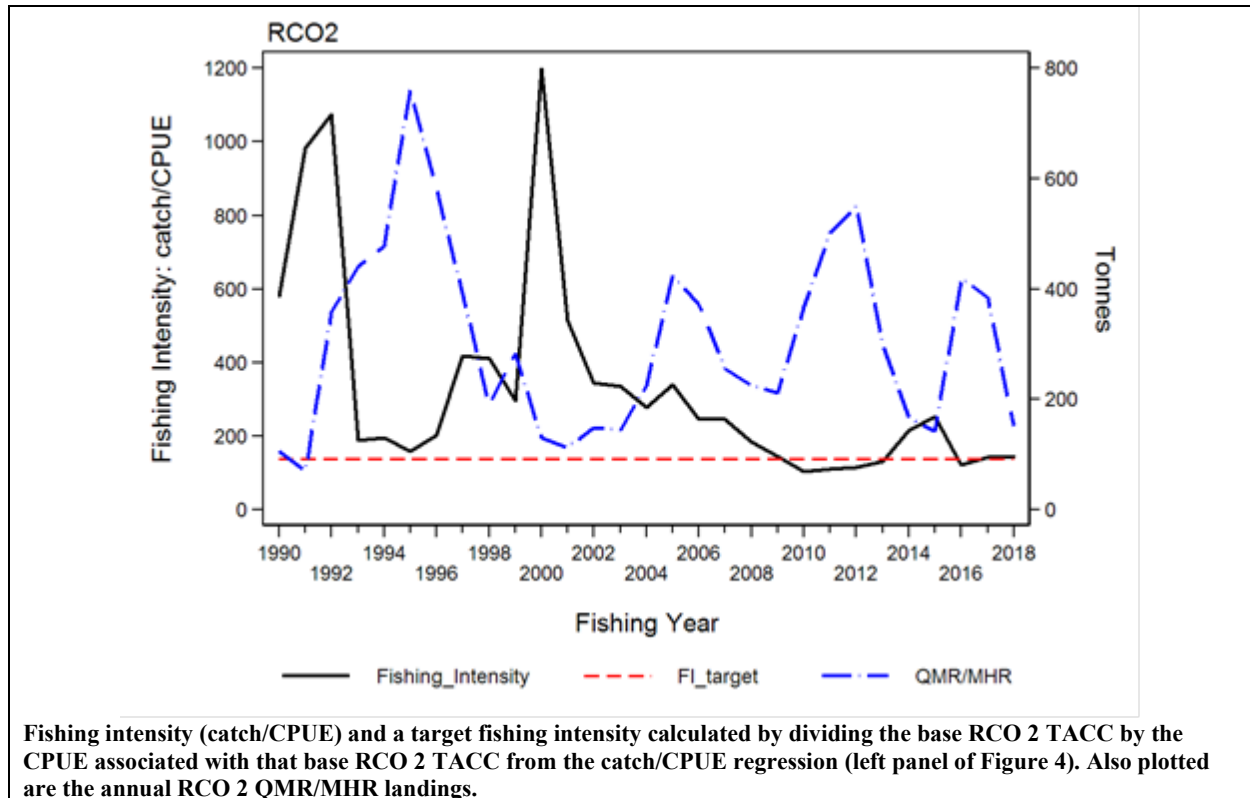 RCO2
Fishing Intensity: catch/CPUE
1200
1000
800
600
400
200
0
800
600
400
200
0
Tonnes
1990 1994 1998 2002 2006 2010 2014 2018
1992 1996 2000 2004 2008 2012 2016
Fishing Year
Fishing_Intensity FI_target QMR/MHR
Fishing intensity (catch/CPUE) and a target fishing intensity calculated by dividing the base RCO 2 TACC by the
CPUE associated with that base RCO 2 TACC from the catch/CPUE regression (left panel of Figure 4). Also plotted
are the annual RCO 2 QMR/MHR landings.